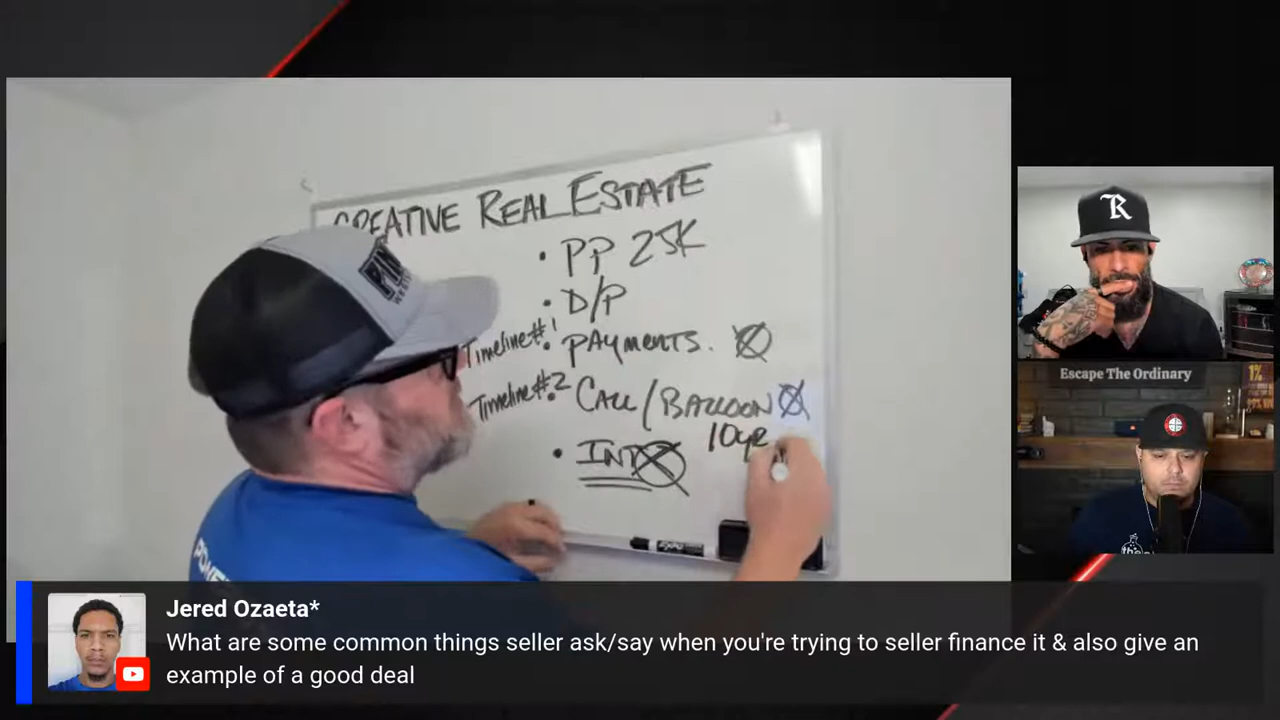 CREATIVE REAL ESTATE
• PP 25K
• D/P
Timeline #1
• PAYMENTS.
Timeline #2
• CALL/BALLOON
10YR
• INT
R
Escape The Ordinary
1%
Jered Ozaeta*
What are some common things seller ask/say when you're trying to seller finance it & also give an
example of a good deal